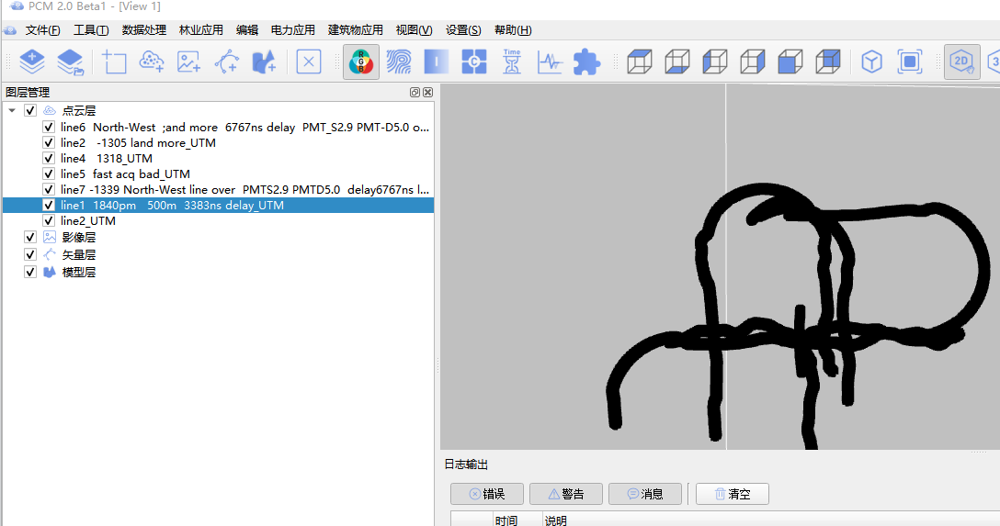 PCM 2.0 Beta1 - [View 1]
文件(F) 工具(T) 数据处理 林业应用 编辑 电力应用 建筑物应用 视图(V) 设置(S) 帮助(H)
R G B I C Time 2D 3
图层管理
点云层
line6 North-West ;and more 6767ns delay PMT_S2.9 PMT-D5.0 o...
line2 -1305 land more_UTM
line4 1318_UTM
line5 fast acq bad_UTM
line7 -1339 North-West line over PMTS2.9 PMTD5.0 delay6767ns l...
line1 1840pm 500m 3383ns delay_UTM
line2_UTM
影像层
矢量层
模型层
日志输出
错误 警告 消息 清空
时间 说明